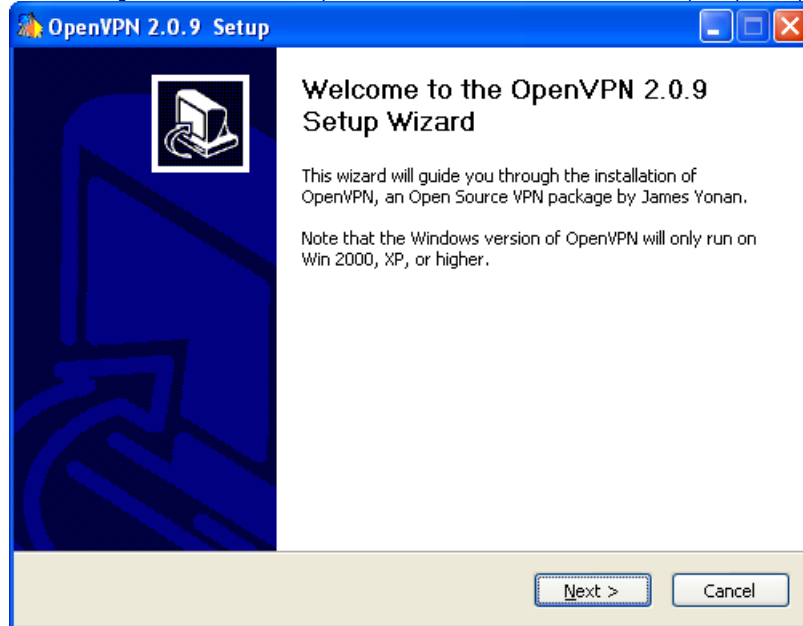 OpenVPN 2.0.9 Setup
Welcome to the OpenVPN 2.0.9
Setup Wizard
This wizard will guide you through the installation of
OpenVPN, an Open Source VPN package by James Yonan.
Note that the Windows version of OpenVPN will only run on
Win 2000, XP, or higher.
Next >
Cancel